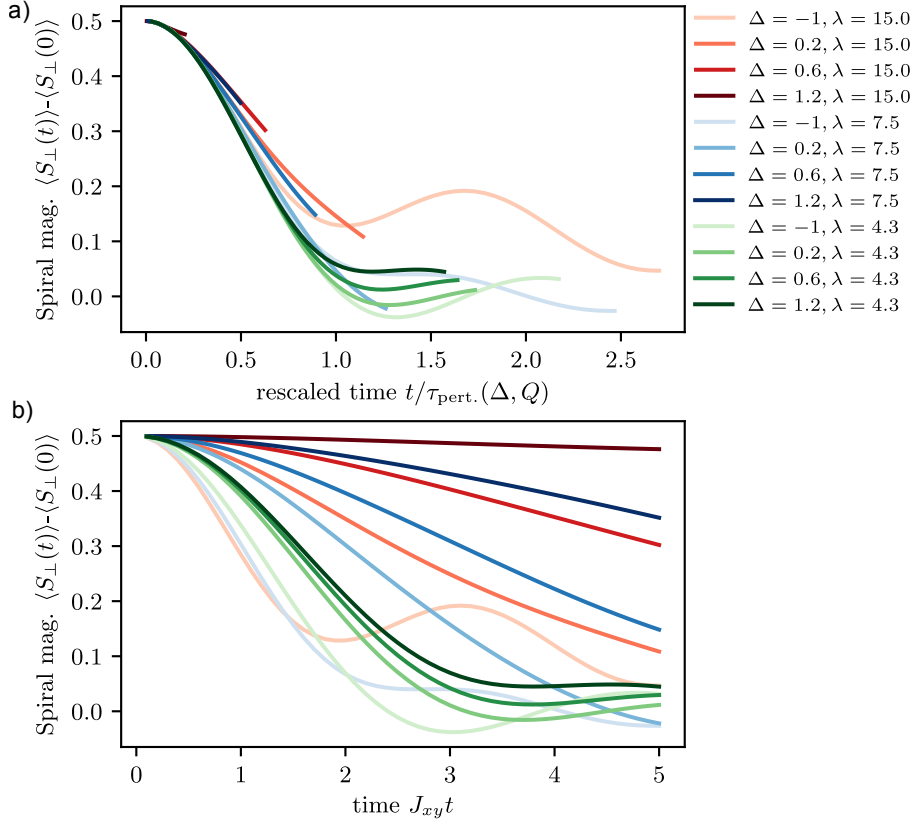 a)
Spiral mag. ⟨S⊥(t)⟩-⟨S⊥(0)⟩
0.5
0.4
0.3
0.2
0.1
0.0
0.0 0.5 1.0 1.5 2.0 2.5
rescaled time t/τpert.(Δ, Q)
Δ = −1, λ = 15.0
Δ = 0.2, λ = 15.0
Δ = 0.6, λ = 15.0
Δ = 1.2, λ = 15.0
Δ = −1, λ = 7.5
Δ = 0.2, λ = 7.5
Δ = 0.6, λ = 7.5
Δ = 1.2, λ = 7.5
Δ = −1, λ = 4.3
Δ = 0.2, λ = 4.3
Δ = 0.6, λ = 4.3
Δ = 1.2, λ = 4.3
b)
Spiral mag. ⟨S⊥(t)⟩-⟨S⊥(0)⟩
0.5
0.4
0.3
0.2
0.1
0.0
0 1 2 3 4 5
time Jxyt